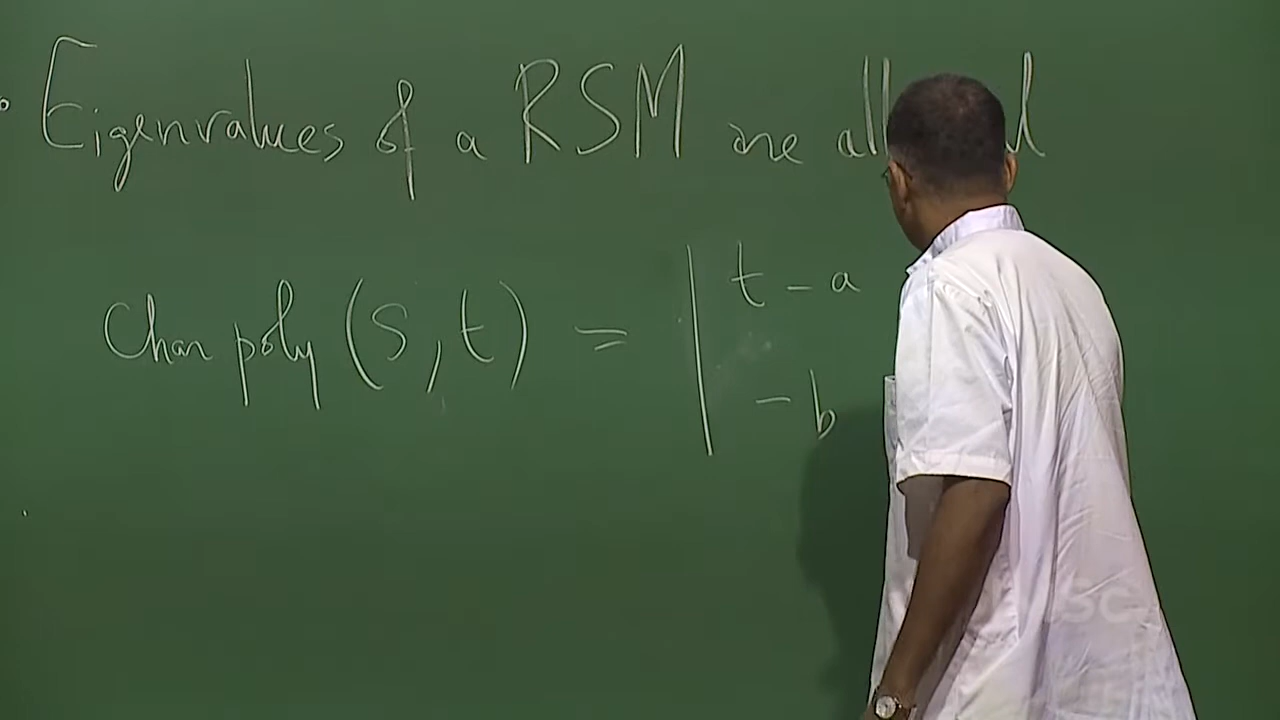 Eigenvalues of a RSM are all
Char poly (S, t) = | t - a
- b